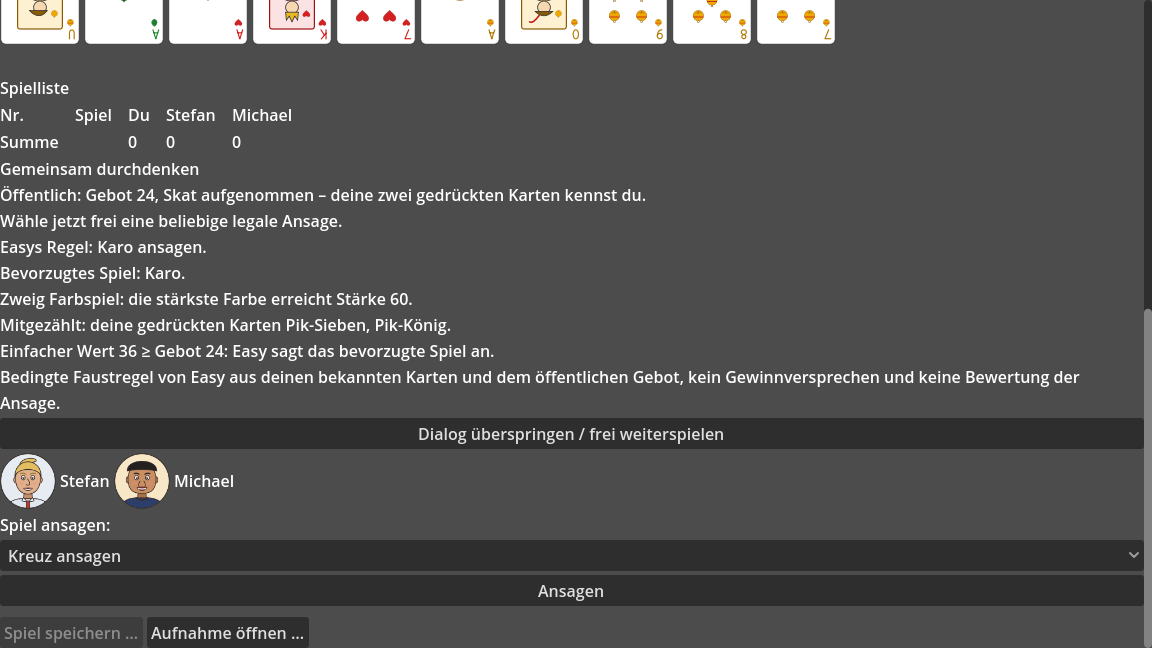 U A A K 7 A O 9 8 7
Spielliste
Nr. Spiel Du Stefan Michael
Summe 0 0 0
Gemeinsam durchdenken
Öffentlich: Gebot 24, Skat aufgenommen – deine zwei gedrückten Karten kennst du.
Wähle jetzt frei eine beliebige legale Ansage.
Easys Regel: Karo ansagen.
Bevorzugtes Spiel: Karo.
Zweig Farbspiel: die stärkste Farbe erreicht Stärke 60.
Mitgezählt: deine gedrückten Karten Pik-Sieben, Pik-König.
Einfacher Wert 36 ≥ Gebot 24: Easy sagt das bevorzugte Spiel an.
Bedingte Faustregel von Easy aus deinen bekannten Karten und dem öffentlichen Gebot, kein Gewinnversprechen und keine Bewertung der
Ansage.
Dialog überspringen / frei weiterspielen
Stefan Michael
Spiel ansagen:
Kreuz ansagen
Ansagen
Spiel speichern ... Aufnahme öffnen ...